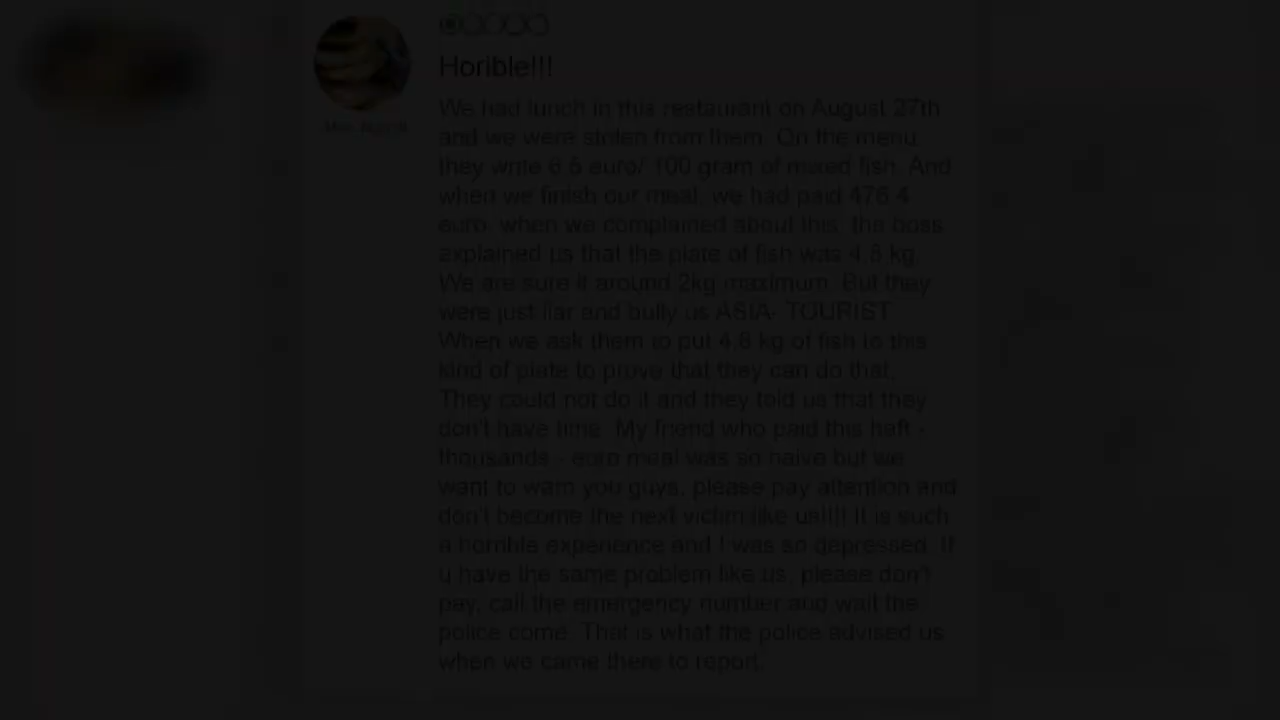 Horible!!!
We had lunch in this restaurant on August 27th
and we were stolen from them. On the menu,
they write 6.5 euro/ 100 gram of mixed fish. And
when we finish our meal, we had paid 476.4
euro. when we complained about this, the boss
explained us that the plate of fish was 4.8 kg.
We are sure it around 2kg maximum. But they
were just liar and bully us ASIA- TOURIST.
When we ask them to put 4.8 kg of fish to this
kind of plate to prove that they can do that.
They could not do it and they told us that they
don't have time. My friend who paid this haft -
thousands - euro meal was so naive but we
want to warn you guys, please pay attention and
don't become the next victim like us!!!! It is such
a horrible experience and I was so depressed. If
u have the same problem like us, please don't
pay, call the emergency number and wait the
police come. That is what the police advised us
when we came there to report.